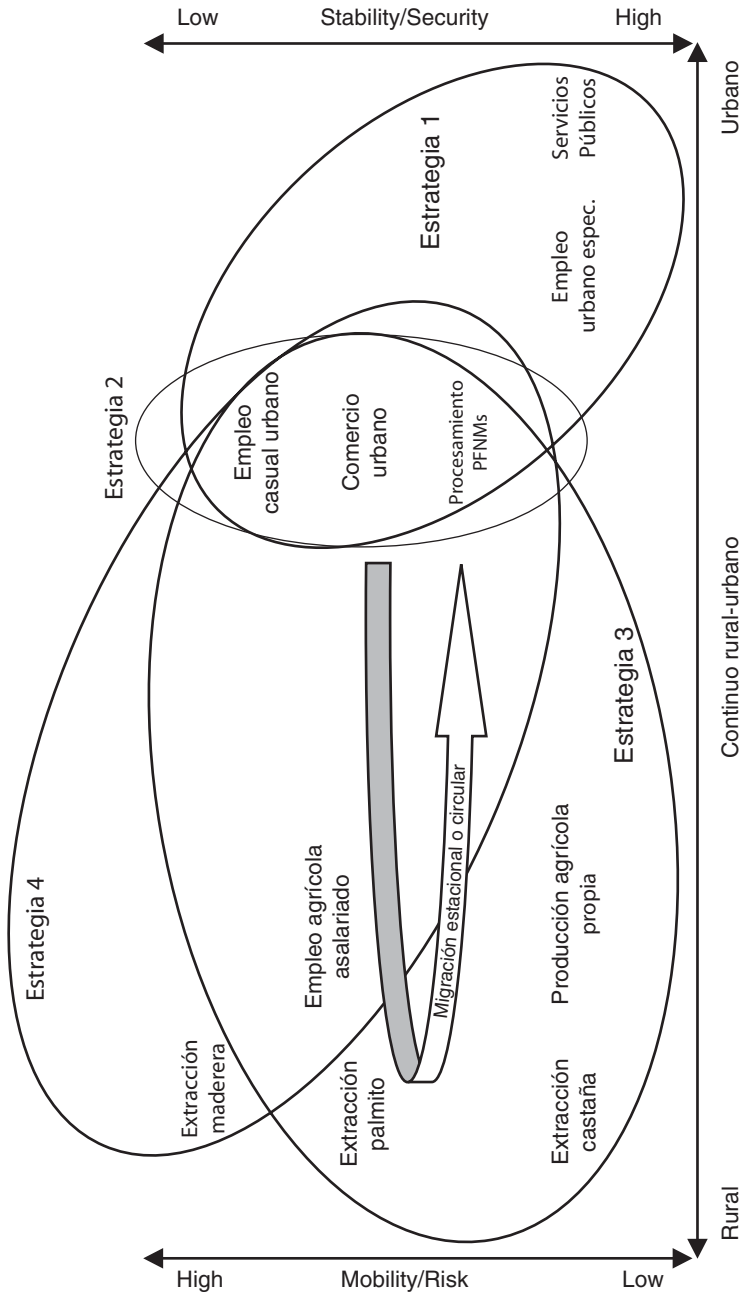 Low
Stability/Security
High
Estrategia 4
Estrategia 2
Extracción
maderera
Empleo
casual urbano
Estrategia 1
Empleo agrícola
asalariado
Comercio
urbano
Extracción
palmito
Procesamiento
PFNMs
Migración estacional o circular
Empleo
urbano espec.
Servicios
Públicos
Extracción
castaña
Producción agrícola
propia
Estrategia 3
High
Mobility/Risk
Low
Rural
Continuo rural-urbano
Urbano